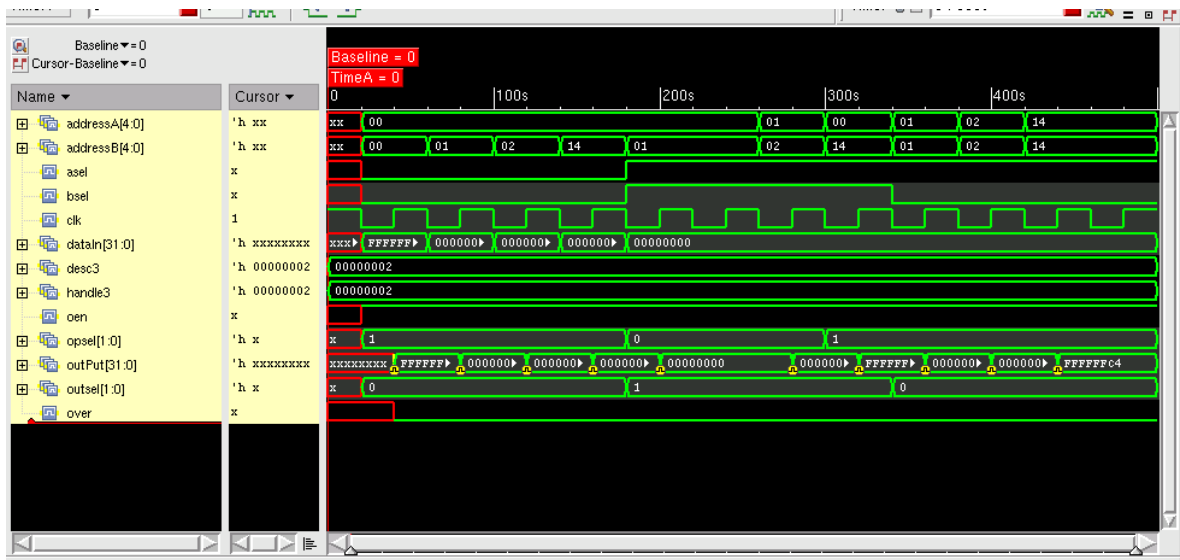 Baseline▼= 0
Cursor-Baseline▼= 0
Baseline = 0
TimeA = 0
Name ▼ Cursor ▼ 0 |100s |200s |300s |400s
addressA[4:0] 'h xx xx 00 01 00 01 02 14
addressB[4:0] 'h xx xx 00 01 02 14 01 02 14 01 02 14
asel x
bsel x
clk 1
dataIn[31:0] 'h xxxxxxxx xxx FFFFFF 000000 000000 000000 00000000
desc3 'h 00000002 00000002
handle3 'h 00000002 00000002
oen x
opsel[1:0] 'h x x 1 0 1
outPut[31:0] 'h xxxxxxxx xxxxxxxx FFFFFF 000000 000000 000000 00000000 000000 FFFFFF 000000 000000 FFFFFFc4
outsel[1:0] 'h x x 0 1 0
over x